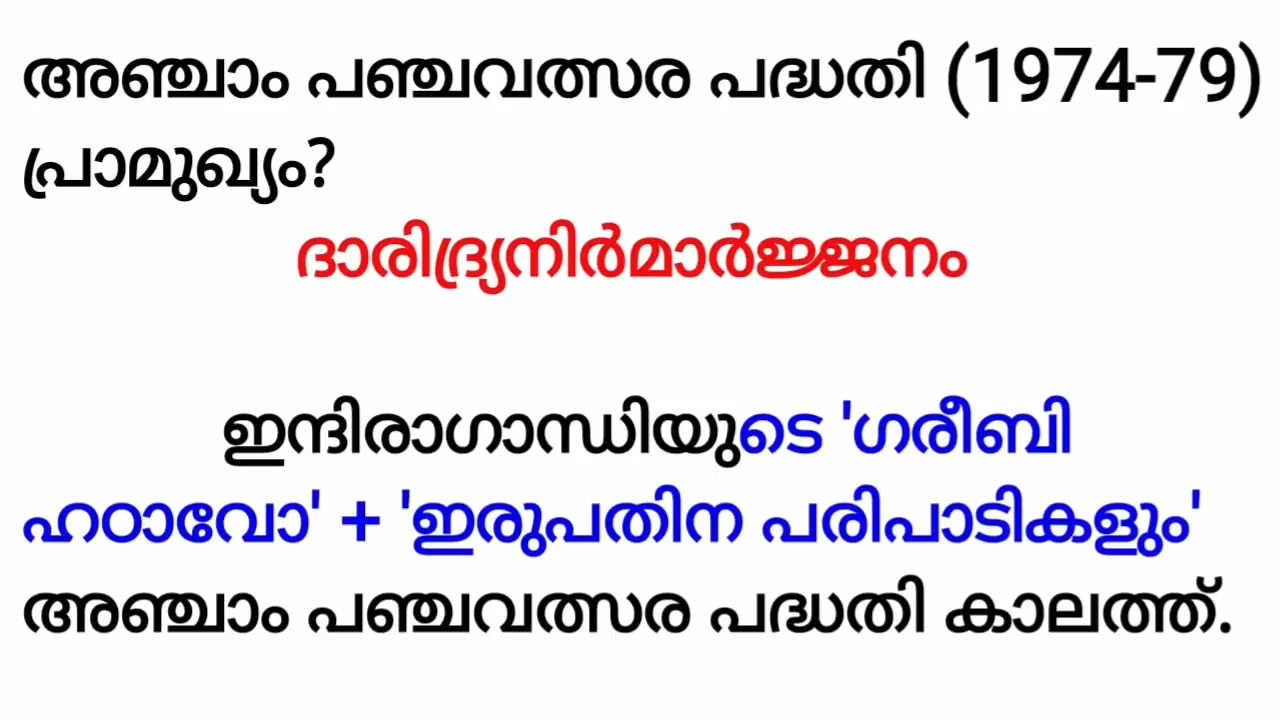 അഞ്ചാം പഞ്ചവത്സര പദ്ധതി (1974-79)
പ്രാമുഖ്യം?
ദാരിദ്ര്യനിർമാർജ്ജനം
ഇന്ദിരാഗാന്ധിയുടെ 'ഗരീബി
ഹഠാവോ' + 'ഇരുപതിന പരിപാടികളും'
അഞ്ചാം പഞ്ചവത്സര പദ്ധതി കാലത്ത്.